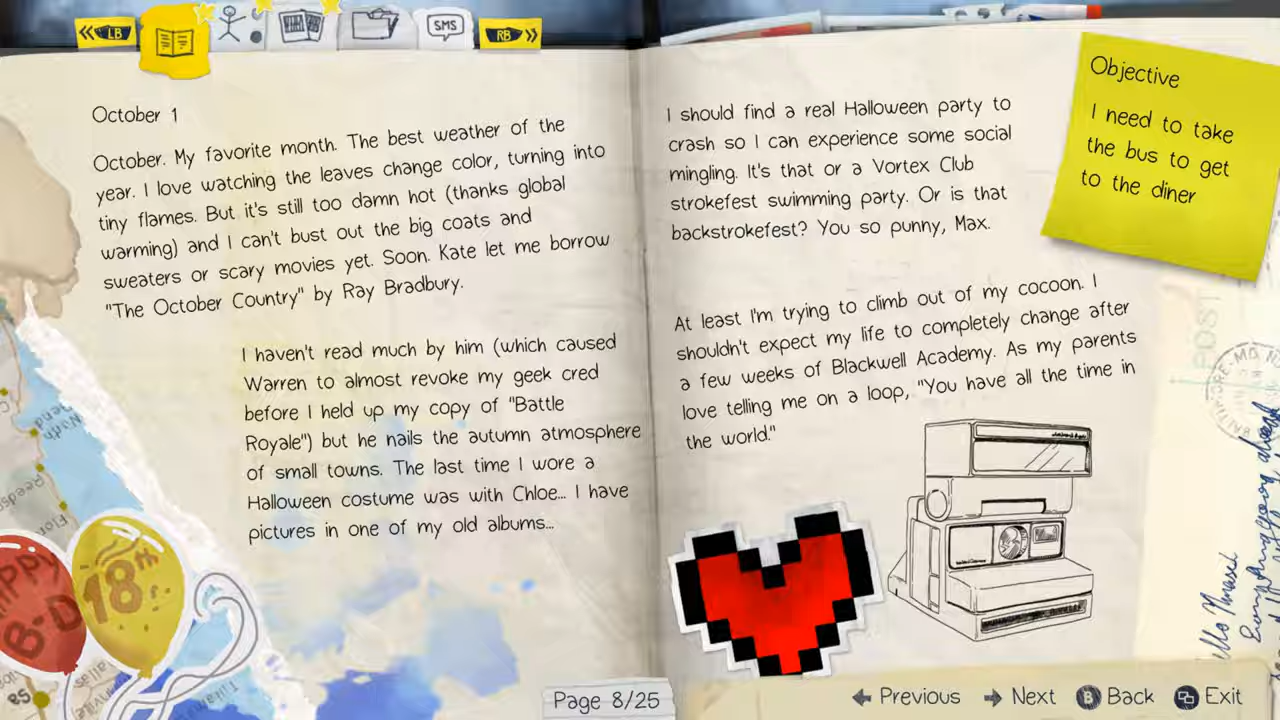 LB
SMS
RB
October 1
October. My favorite month. The best weather of the
year. I love watching the leaves change color, turning into
tiny flames. But it's still too damn hot (thanks global
warming) and I can't bust out the big coats and
sweaters or scary movies yet. Soon. Kate let me borrow
"The October Country" by Ray Bradbury.
I haven't read much by him (which caused
Warren to almost revoke my geek cred
before I held up my copy of "Battle
Royale") but he nails the autumn atmosphere
of small towns. The last time I wore a
Halloween costume was with Chloe... I have
pictures in one of my old albums...
I should find a real Halloween party to
crash so I can experience some social
mingling. It's that or a Vortex Club
strokefest swimming party. Or is that
backstrokefest? You so punny, Max.
At least I'm trying to climb out of my cocoon. I
shouldn't expect my life to completely change after
a few weeks of Blackwell Academy. As my parents
love telling me on a loop, "You have all the time in
the world."
Objective
I need to take
the bus to get
to the diner
POST
North
Bend
18th
B-D
Page 8/25
Previous
Next
B Back
Exit